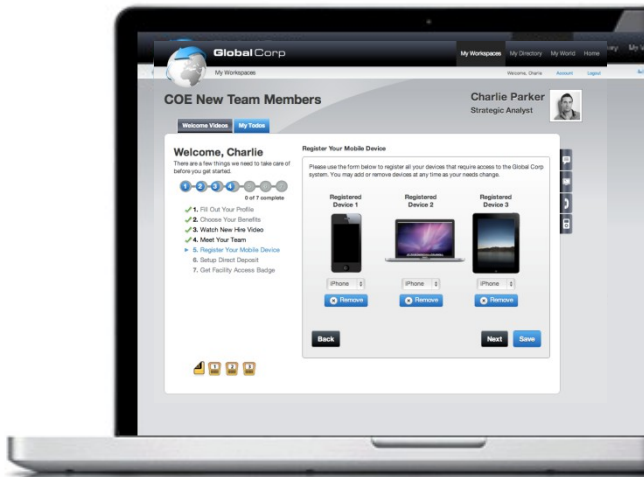 GlobalCorp
My Workspaces My Directory My World Home
My Workspaces
Welcome, Charlie Account Logout
COE New Team Members
Charlie Parker
Strategic Analyst
Welcome Videos My Todos
Welcome, Charlie
There are a few things we need to take care of
before you get started.
1 2 3 4
0 of 7 complete
1. Fill Out Your Profile
2. Choose Your Benefits
3. Watch New Hire Video
4. Meet Your Team
5. Register Your Mobile Device
6. Setup Direct Deposit
7. Get Facility Access Badge
Register Your Mobile Device
Please use the form below to register all your devices that require access to the Global Corp
system. You may add or remove devices at any time as your needs change.
Registered Registered Registered
Device 1 Device 2 Device 3
iPhone iPhone iPhone
Remove Remove Remove
Back Next Save
1 2 3